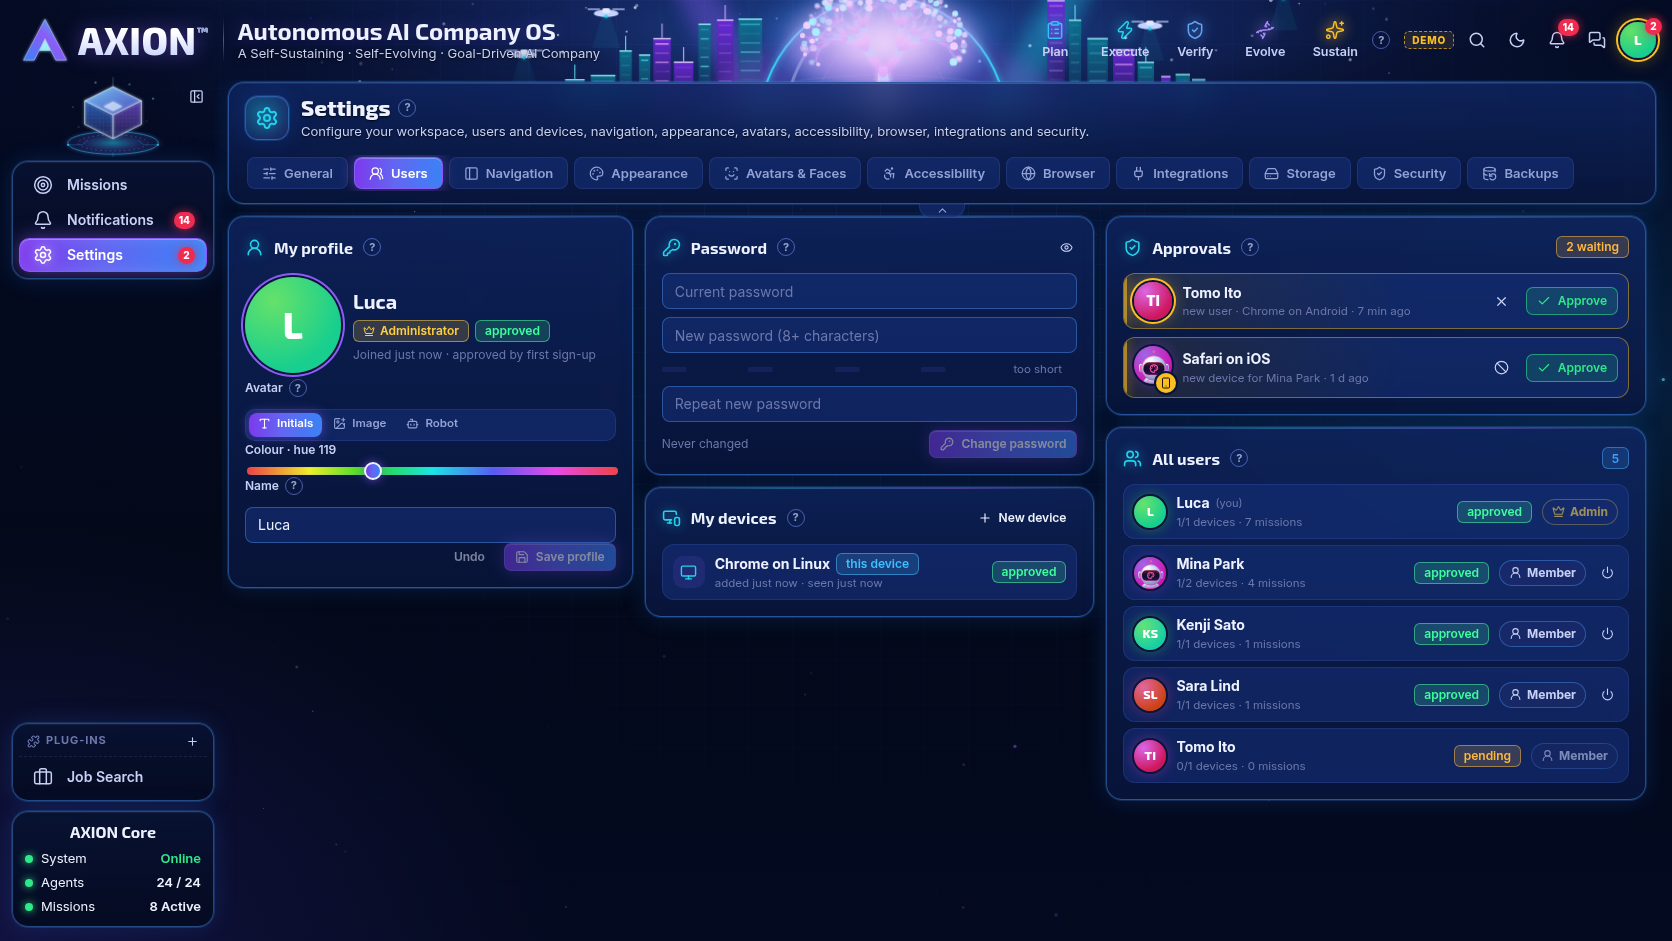 AXION™
Autonomous AI Company OS
A Self-Sustaining · Self-Evolving · Goal-Driven AI Company
Plan
Execute
Verify
Evolve
Sustain
?
DEMO
14
L
2
Missions
Notifications 14
Settings 2
PLUG-INS
Job Search
AXION Core
System Online
Agents 24 / 24
Missions 8 Active
Settings ?
Configure your workspace, users and devices, navigation, appearance, avatars, accessibility, browser, integrations and security.
General
Users
Navigation
Appearance
Avatars & Faces
Accessibility
Browser
Integrations
Storage
Security
Backups
My profile ?
L
Luca
Administrator approved
Joined just now · approved by first sign-up
Avatar ?
Initials Image Robot
Colour · hue 119
Name ?
Luca
Undo Save profile
Password ?
Current password
New password (8+ characters)
too short
Repeat new password
Never changed Change password
My devices ? + New device
Chrome on Linux this device
added just now · seen just now
approved
Approvals ? 2 waiting
TI
Tomo Ito
new user · Chrome on Android · 7 min ago
Approve
Safari on iOS
new device for Mina Park · 1 d ago
Approve
All users ? 5
L
Luca (you)
1/1 devices · 7 missions
approved Admin
Mina Park
1/2 devices · 4 missions
approved Member
KS
Kenji Sato
1/1 devices · 1 missions
approved Member
SL
Sara Lind
1/1 devices · 1 missions
approved Member
TI
Tomo Ito
0/1 devices · 0 missions
pending Member